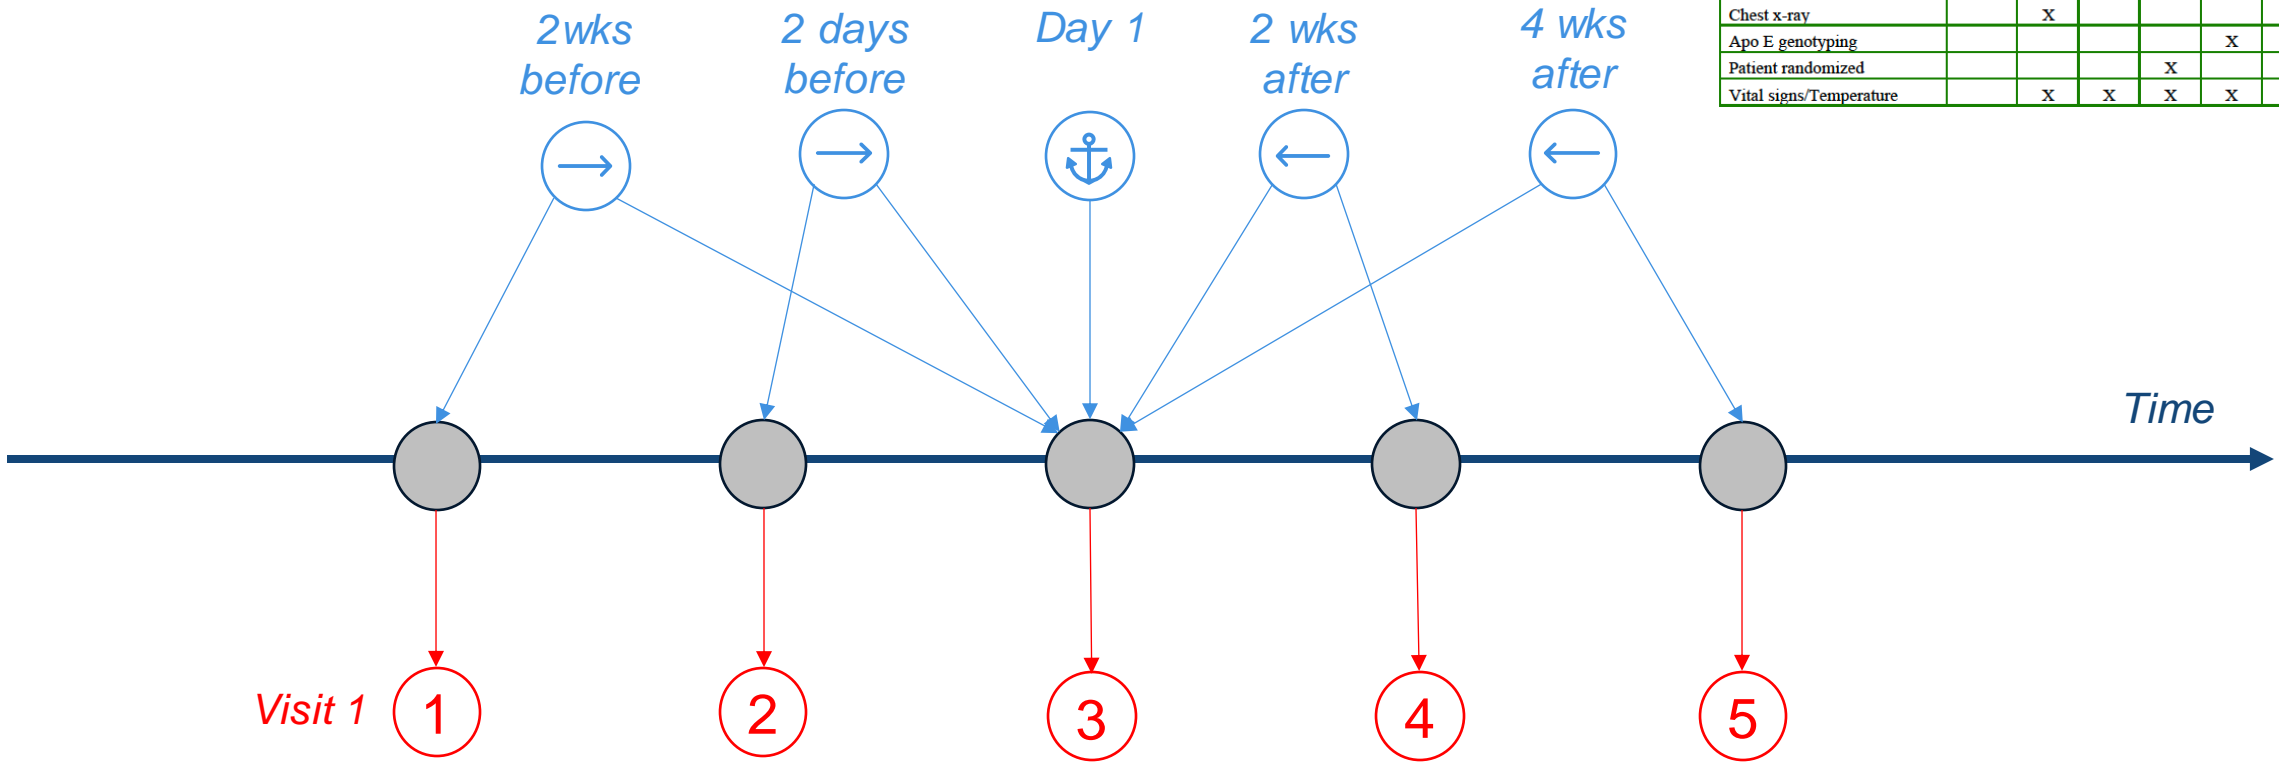 2wks
before
2 days
before
Day 1
2 wks
after
4 wks
after
Chest x-ray X
Apo E genotyping X
Patient randomized X
Vital signs/Temperature X X X X
Time
Visit 1
1
2
3
4
5